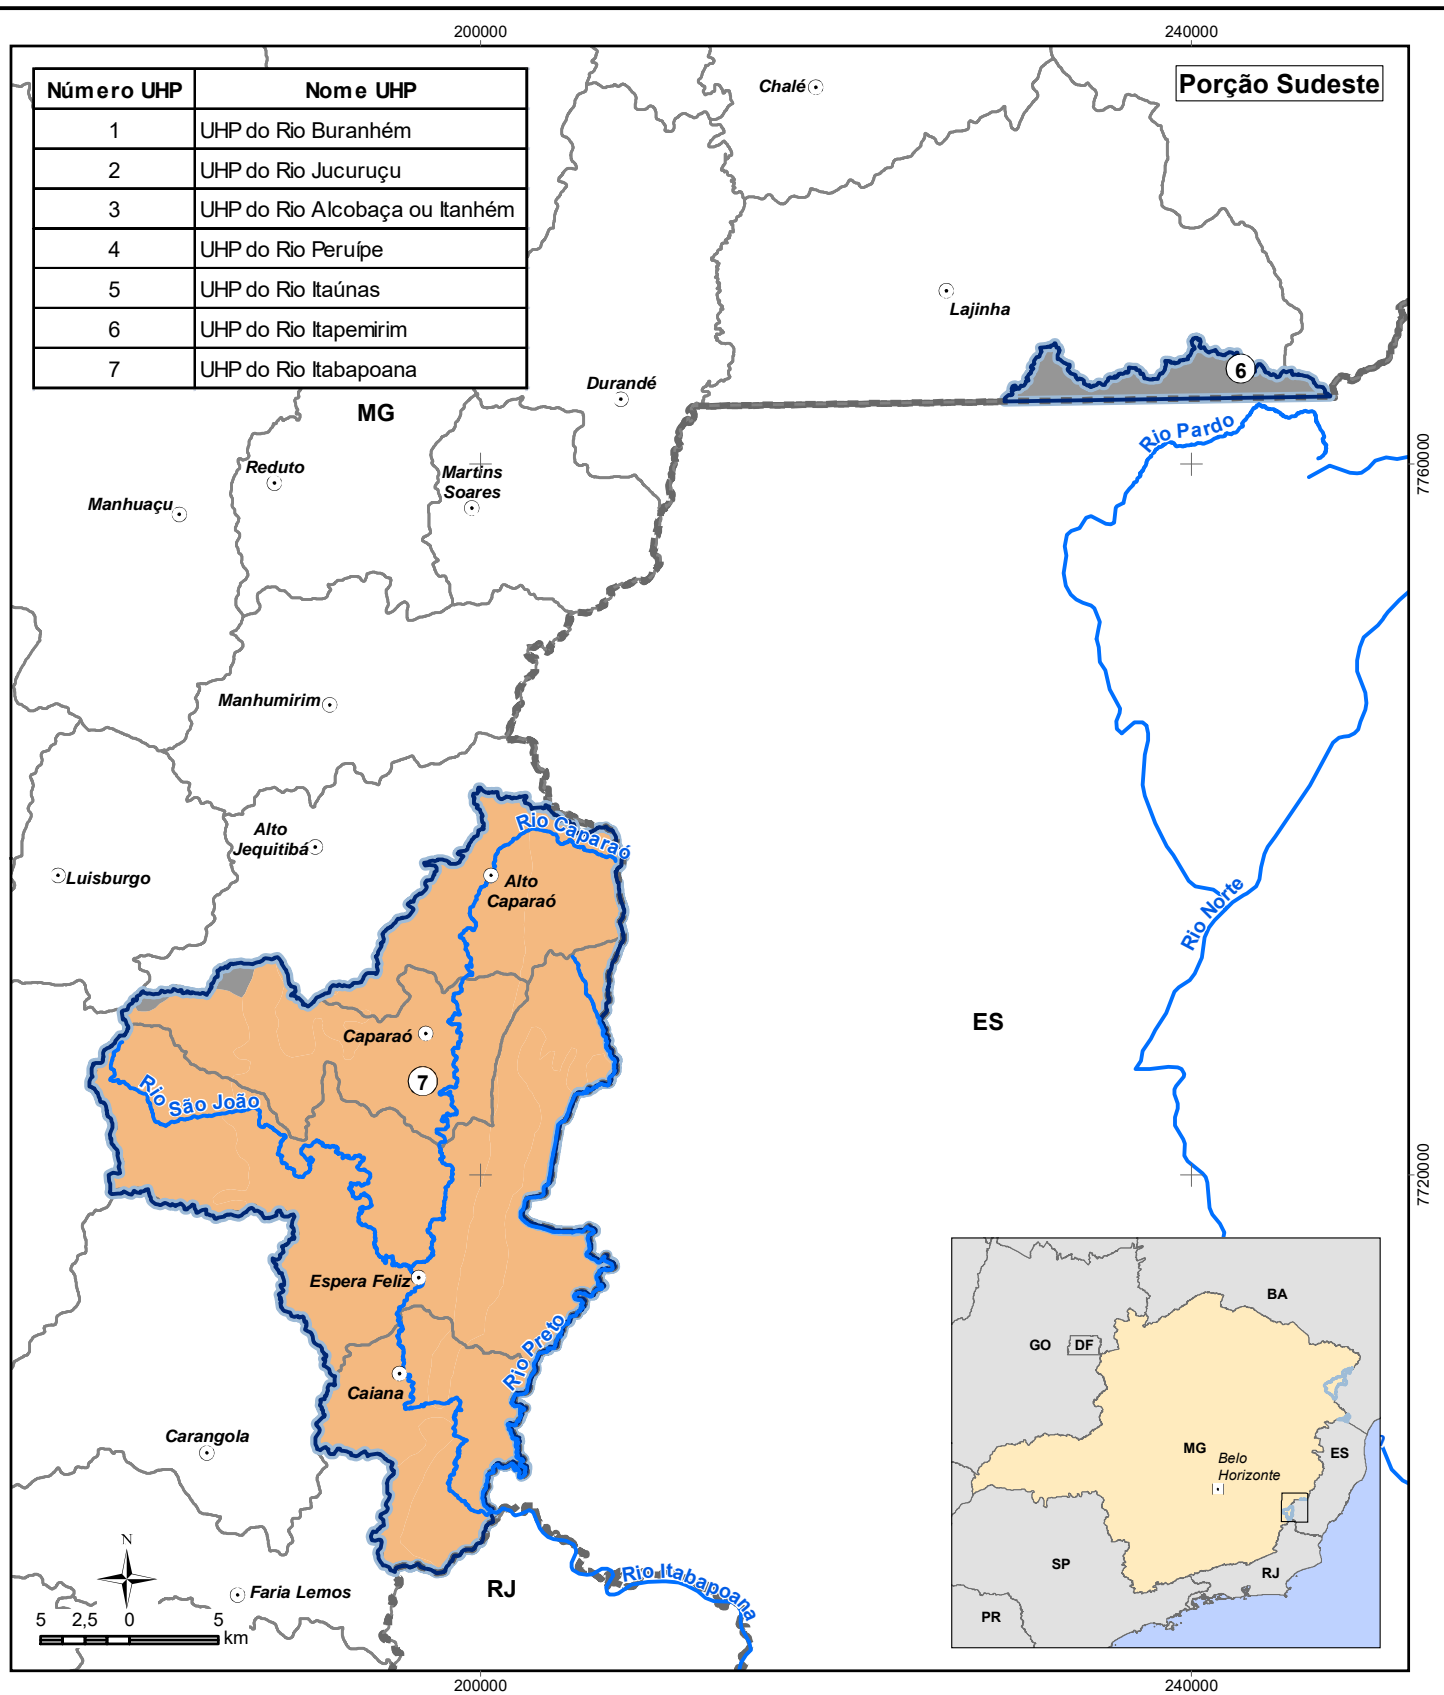 200000
240000
Número UHP Nome UHP
1 UHP do Rio Buranhém
2 UHP do Rio Jucuruçu
3 UHP do Rio Alcobaça ou Itanhém
4 UHP do Rio Peruípe
5 UHP do Rio Itaúnas
6 UHP do Rio Itapemirim
7 UHP do Rio Itabapoana
Porção Sudeste
Chalé
Lajinha
6
Durandé
MG
Rio Pardo
Reduto
Martins
Soares
7760000
Manhuaçu
Manhumirim
Rio Caparaó
Alto
Jequitibá
Luisburgo
Alto
Caparaó
Rio Norte
ES
Caparaó
7
Rio São João
7720000
Espera Feliz
Rio Preto
Caiana
Carangola
BA
GO
DF
MG
Belo
Horizonte
ES
SP
RJ
PR
N
Faria Lemos
RJ
Rio Itabapoana
5 2,5 0 5
km
200000
240000